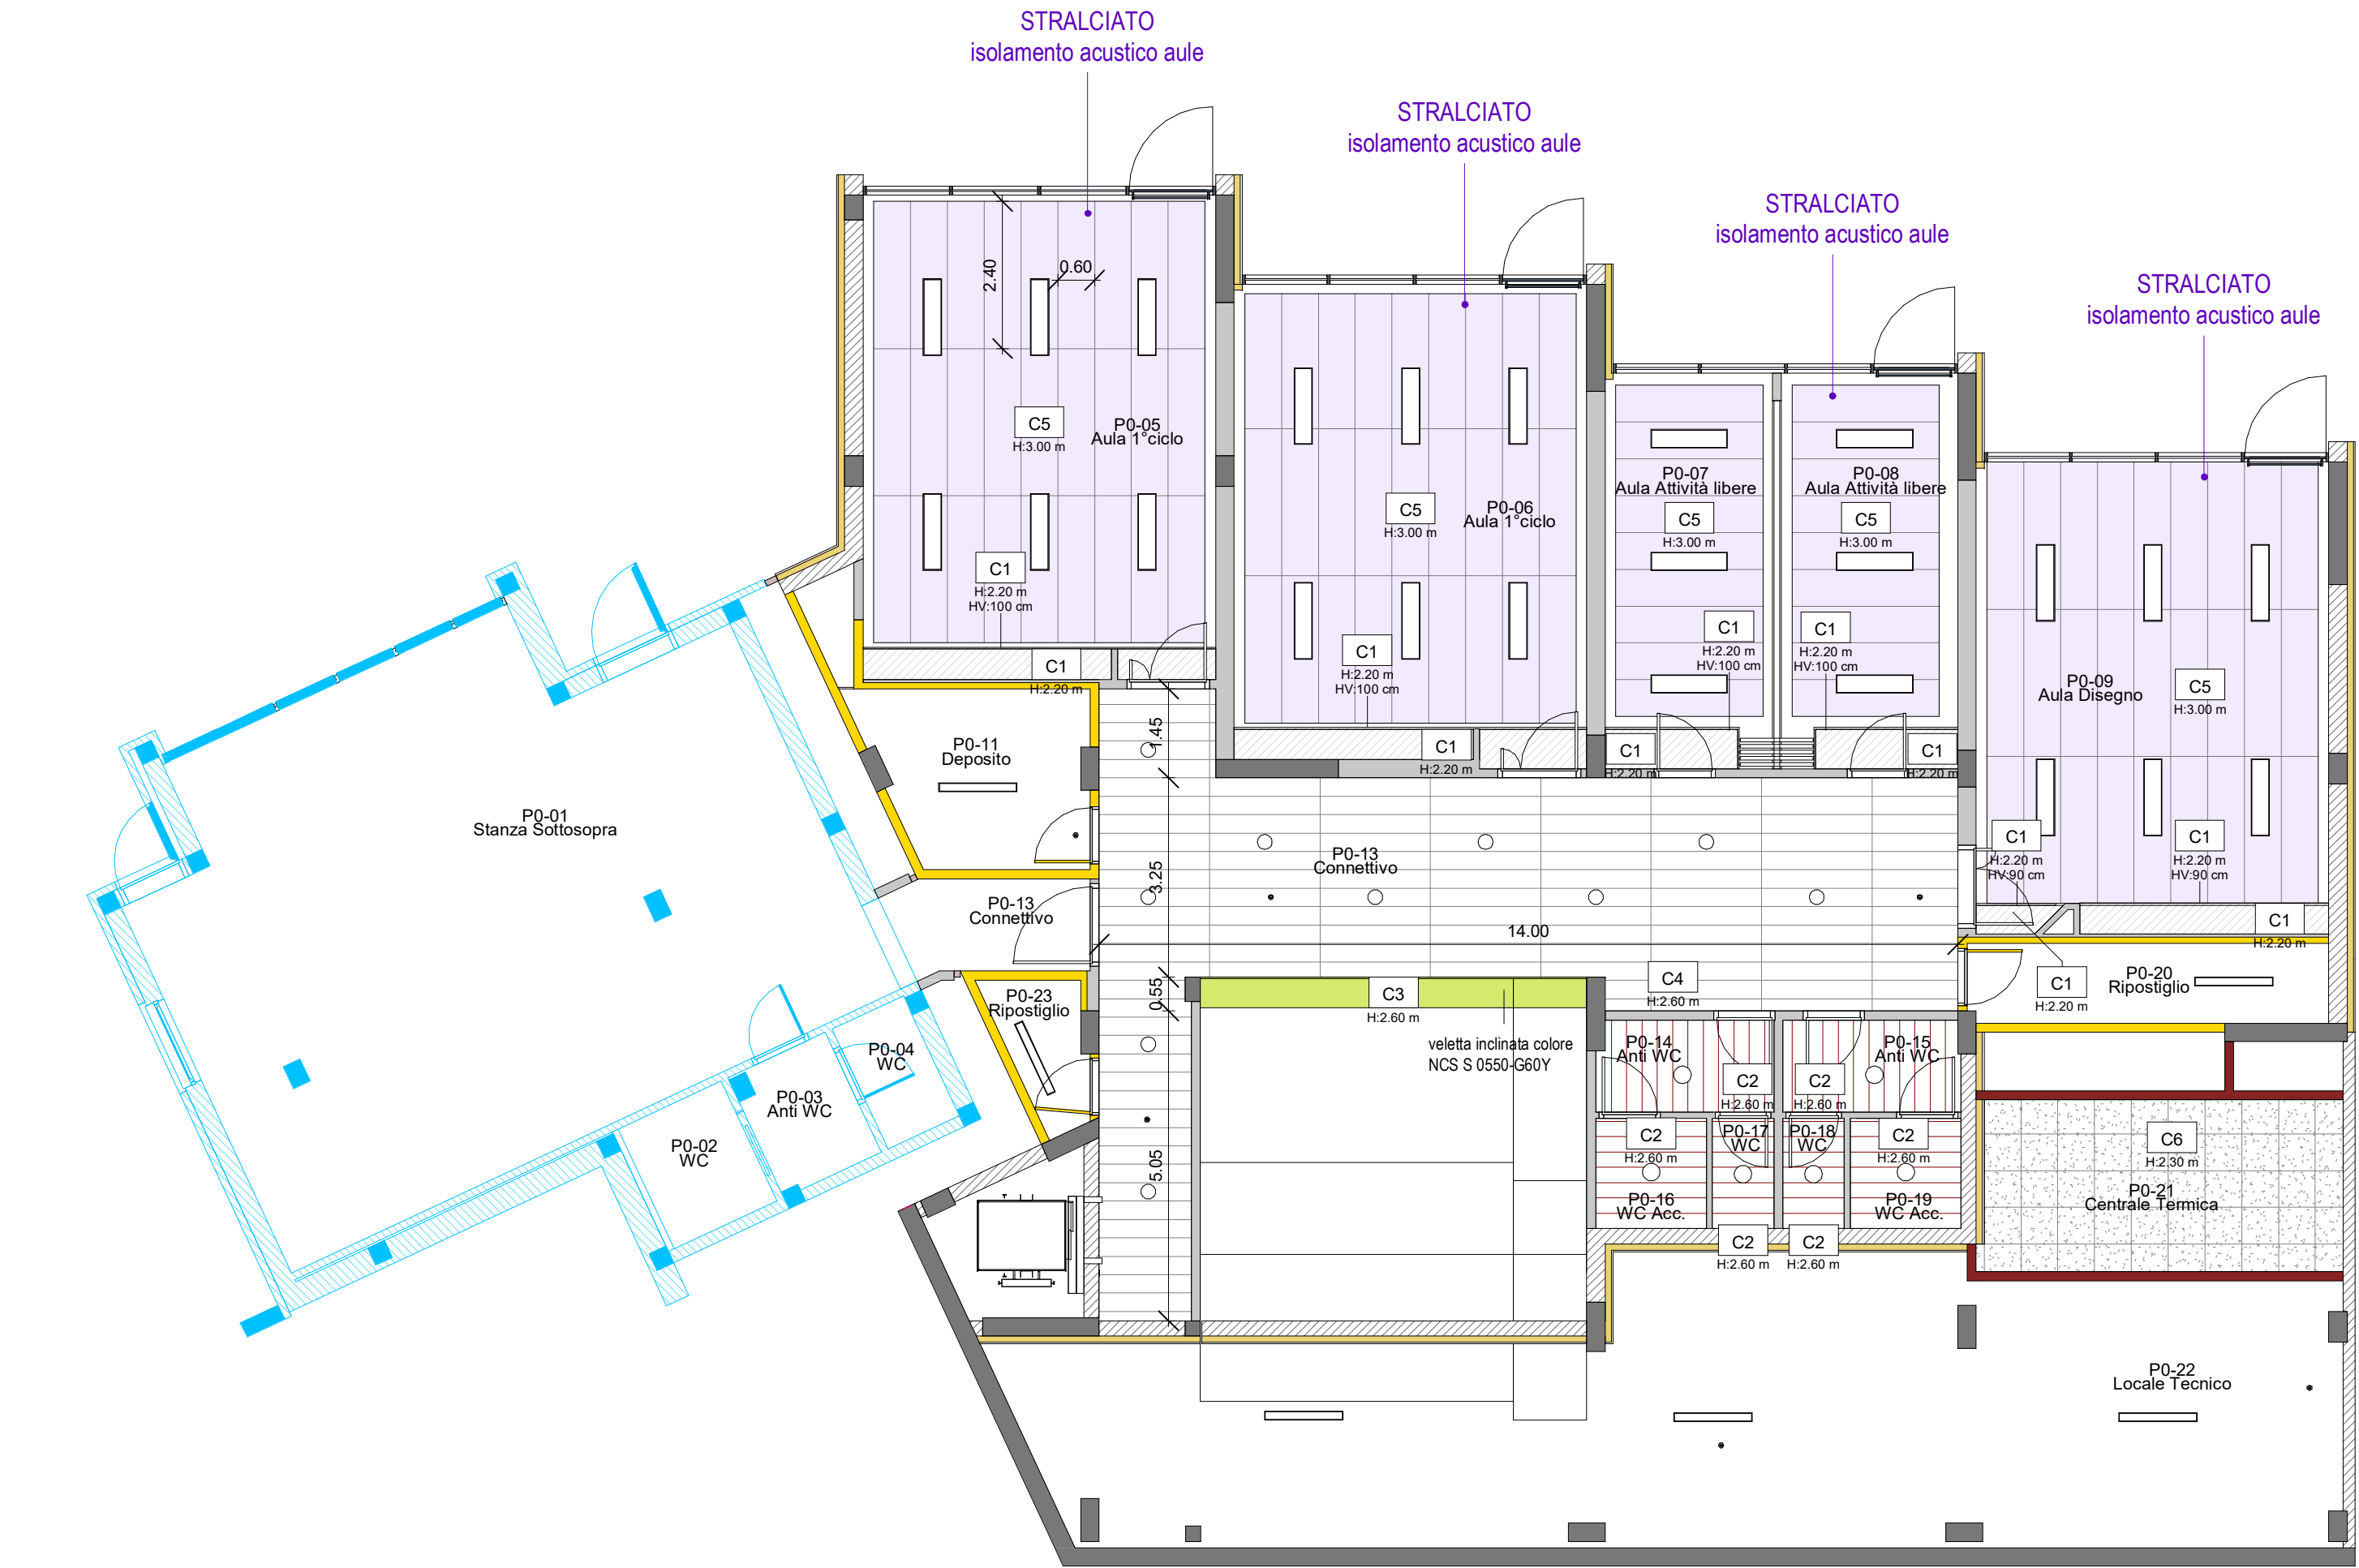 STRALCIATO
isolamento acustico aule
STRALCIATO
isolamento acustico aule
STRALCIATO
isolamento acustico aule
STRALCIATO
isolamento acustico aule
2.40
0.60
C5
H:3.00 m
P0-05
Aula 1°ciclo
C1
H:2.20 m
HV:100 cm
C1
H:2.20 m
C5
H:3.00 m
P0-06
Aula 1°ciclo
C1
H:2.20 m
HV:100 cm
C1
H:2.20 m
P0-07
Aula Attività libere
C5
H:3.00 m
C1
H:2.20 m
HV:100 cm
C1
H:2.20 m
P0-08
Aula Attività libere
C5
H:3.00 m
C1
H:2.20 m
HV:100 cm
C1
H:2.20 m
P0-09
Aula Disegno
C5
H:3.00 m
C1
H:2.20 m
HV:90 cm
C1
H:2.20 m
HV:90 cm
C1
H:2.20 m
C1
H:2.20 m
P0-20
Ripostiglio
P0-11
Deposito
1.45
3.25
0.55
5.05
14.00
P0-13
Connettivo
P0-13
Connettivo
P0-01
Stanza Sottosopra
P0-23
Ripostiglio
P0-04
WC
P0-03
Anti WC
P0-02
WC
C3
H:2.60 m
veletta inclinata colore
NCS S 0550-G60Y
C4
H:2.60 m
P0-14
Anti WC
C2
H:2.60 m
P0-15
Anti WC
C2
H:2.60 m
C2
H:2.60 m
P0-17
WC
P0-18
WC
C2
H:2.60 m
P0-16
WC Acc.
P0-19
WC Acc.
C2
H:2.60 m
C2
H:2.60 m
C6
H:2.30 m
P0-21
Centrale Termica
P0-22
Locale Tecnico